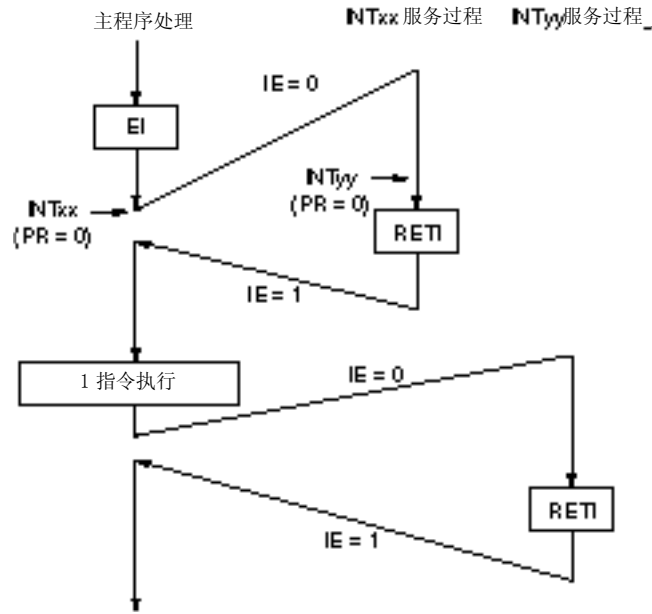 主程序处理 INTxx 服务过程 INTyy服务过程
IE = 0
EI
INTyy
(PR = 0)
INTxx
(PR = 0)
RETI
IE = 1
1 指令执行
IE = 0
RETI
IE = 1